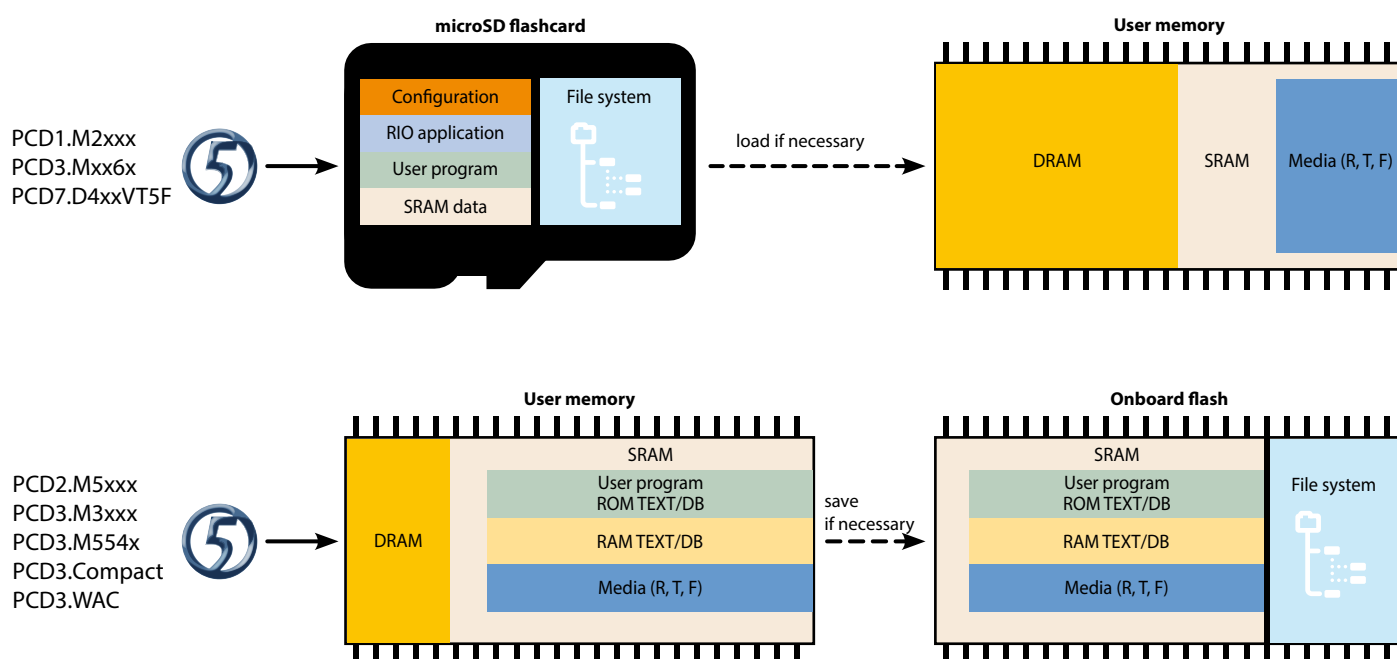 microSD flashcard
User memory
PCD1.M2xxx
PCD3.Mxx6x
PCD7.D4xxVT5F
5
Configuration
RIO application
User program
SRAM data
File system
load if necessary
DRAM
SRAM
Media (R, T, F)
User memory
Onboard flash
PCD2.M5xxx
PCD3.M3xxx
PCD3.M554x
PCD3.Compact
PCD3.WAC
5
DRAM
SRAM
User program
ROM TEXT/DB
RAM TEXT/DB
Media (R, T, F)
save
if necessary
SRAM
User program
ROM TEXT/DB
RAM TEXT/DB
Media (R, T, F)
File system